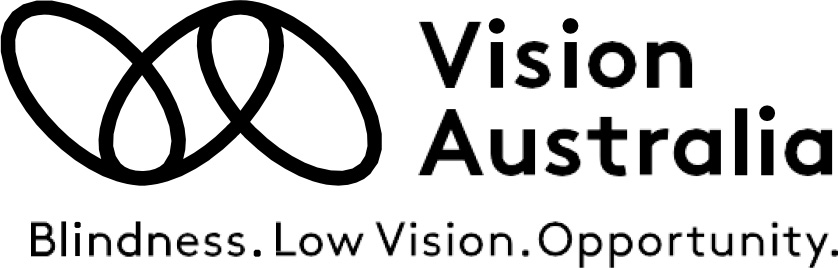 Vision
Australia
Blindness. Low Vision. Opportunity.